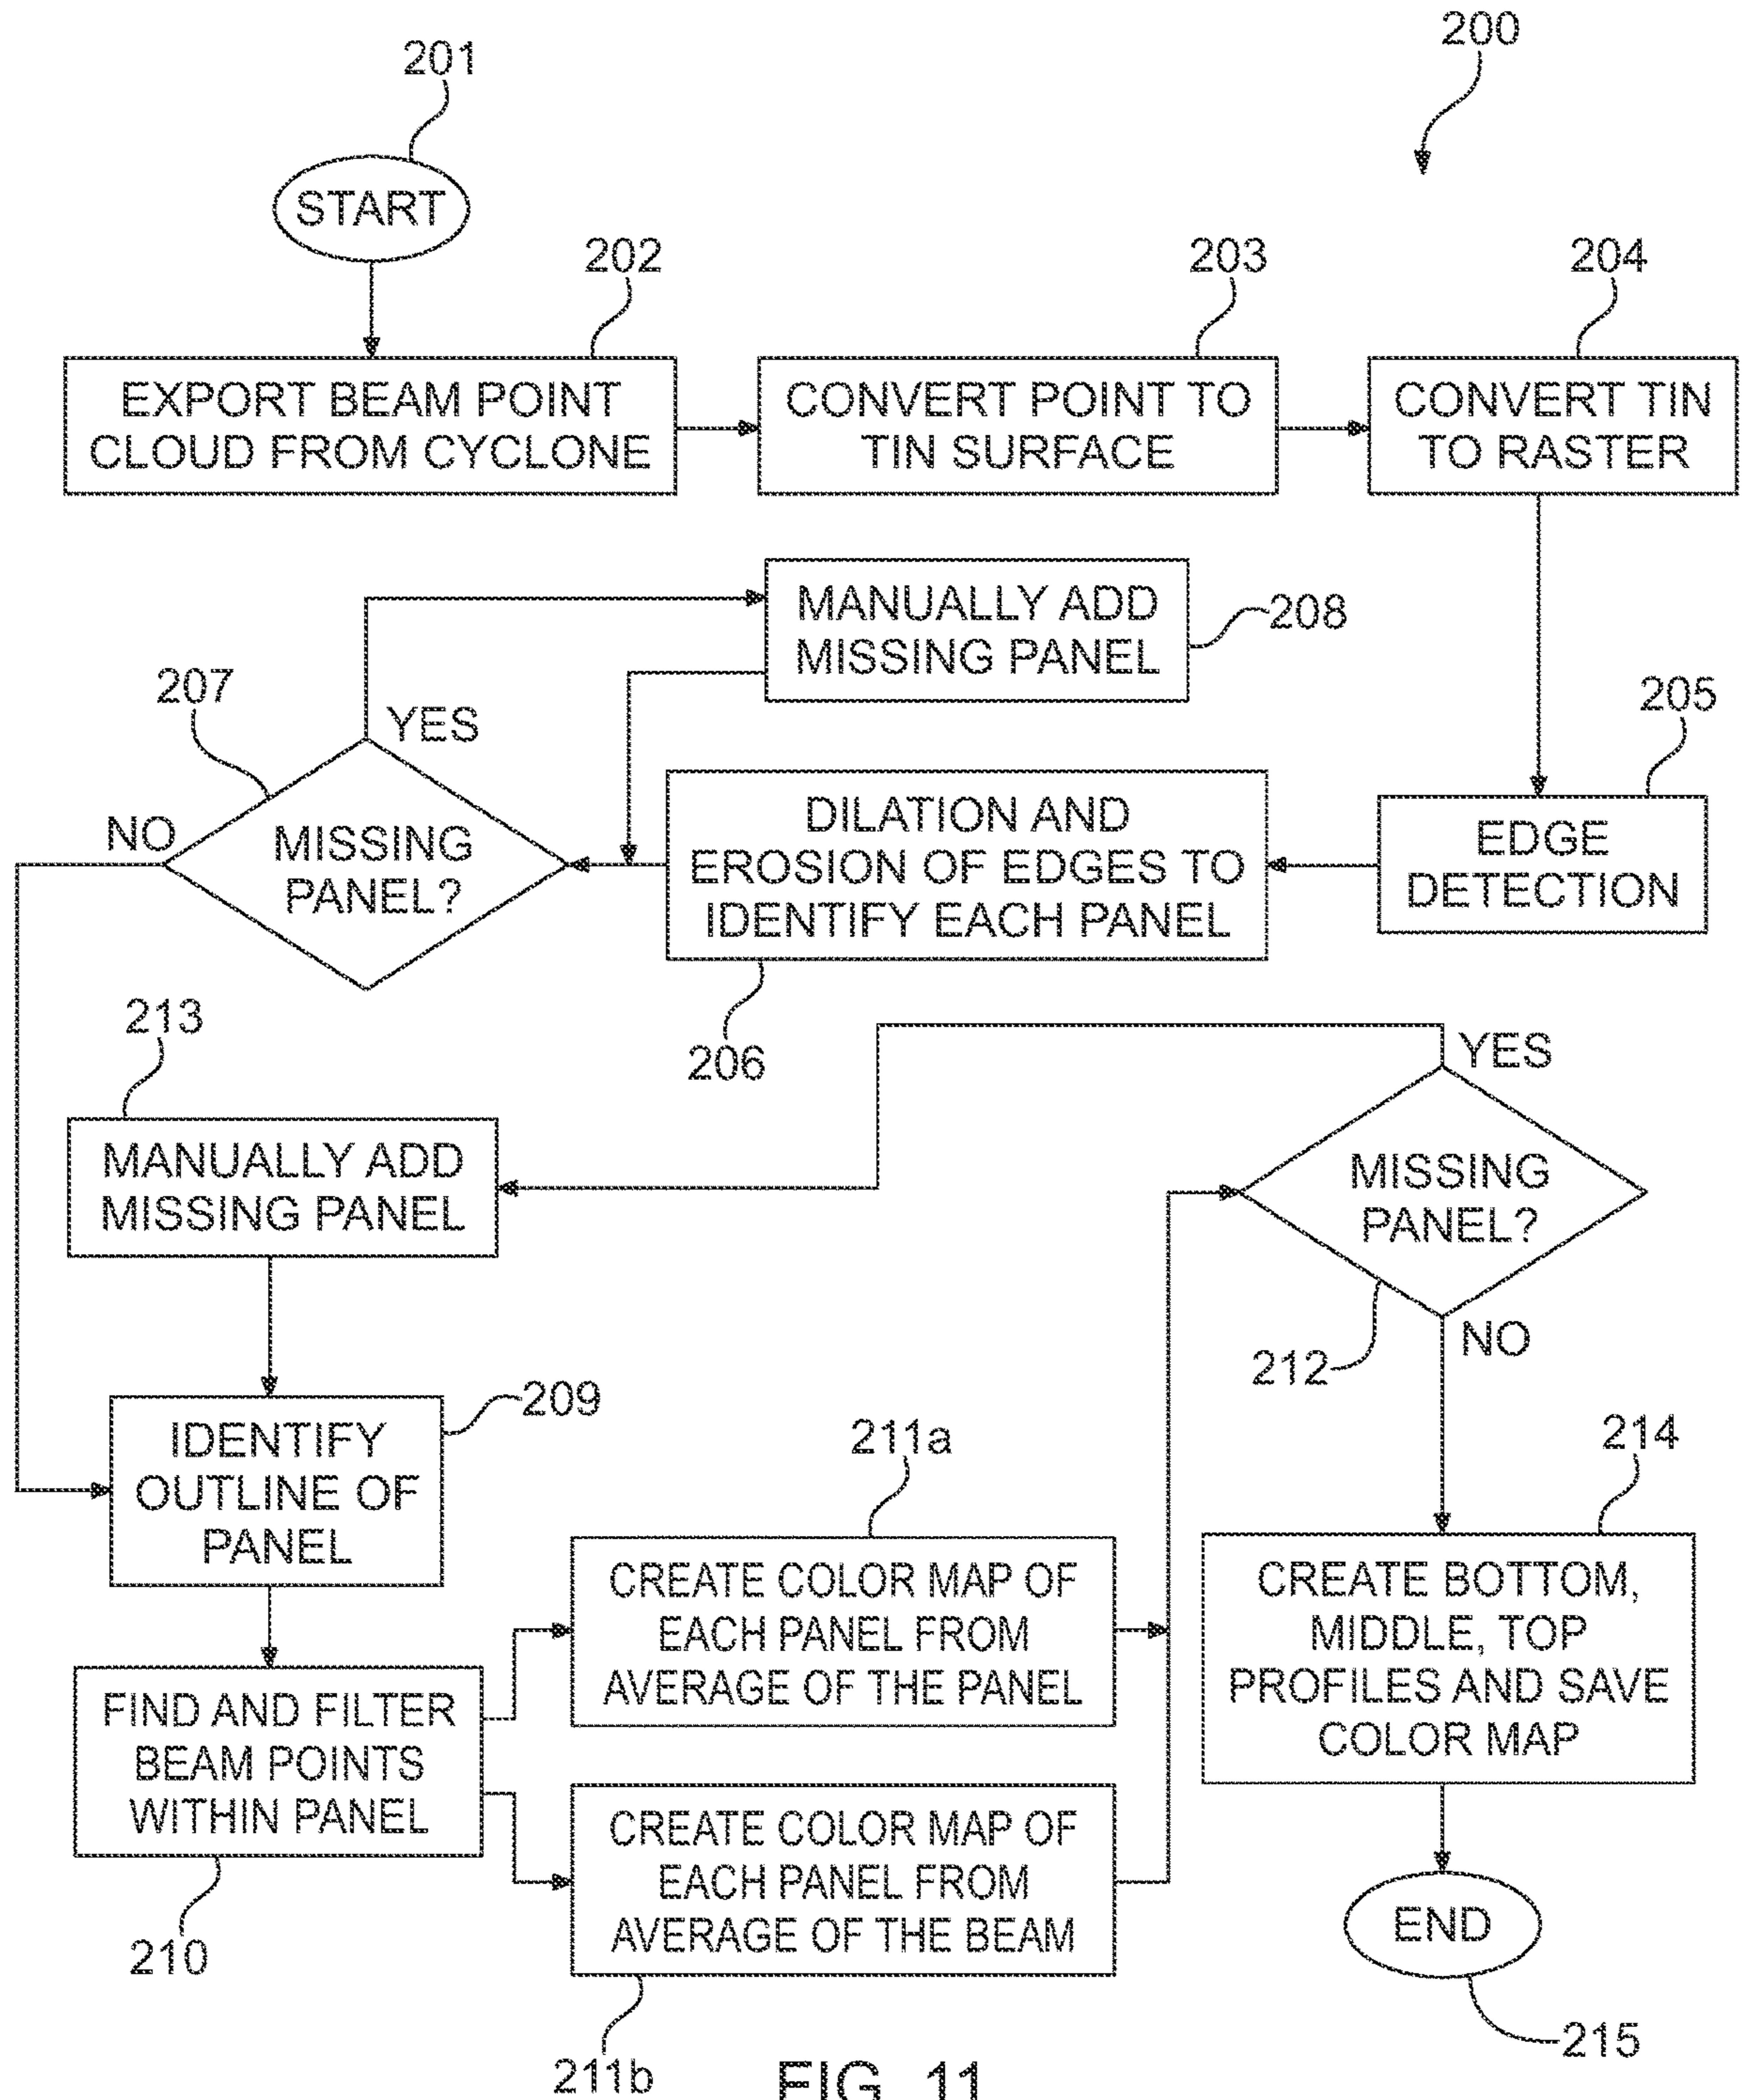 200
201
START
202
203
204
EXPORT BEAM POINT
CLOUD FROM CYCLONE
CONVERT POINT TO
TIN SURFACE
CONVERT TIN
TO RASTER
MANUALLY ADD
MISSING PANEL
208
207
YES
205
NO
MISSING
PANEL?
DILATION AND
EROSION OF EDGES TO
IDENTIFY EACH PANEL
EDGE
DETECTION
206
213
YES
MANUALLY ADD
MISSING PANEL
MISSING
PANEL?
212
NO
209
IDENTIFY
OUTLINE OF
PANEL
211a
214
CREATE COLOR MAP OF
EACH PANEL FROM
AVERAGE OF THE PANEL
CREATE BOTTOM,
MIDDLE, TOP
PROFILES AND SAVE
COLOR MAP
FIND AND FILTER
BEAM POINTS
WITHIN PANEL
210
CREATE COLOR MAP OF
EACH PANEL FROM
AVERAGE OF THE BEAM
211b
END
215
FIG. 11